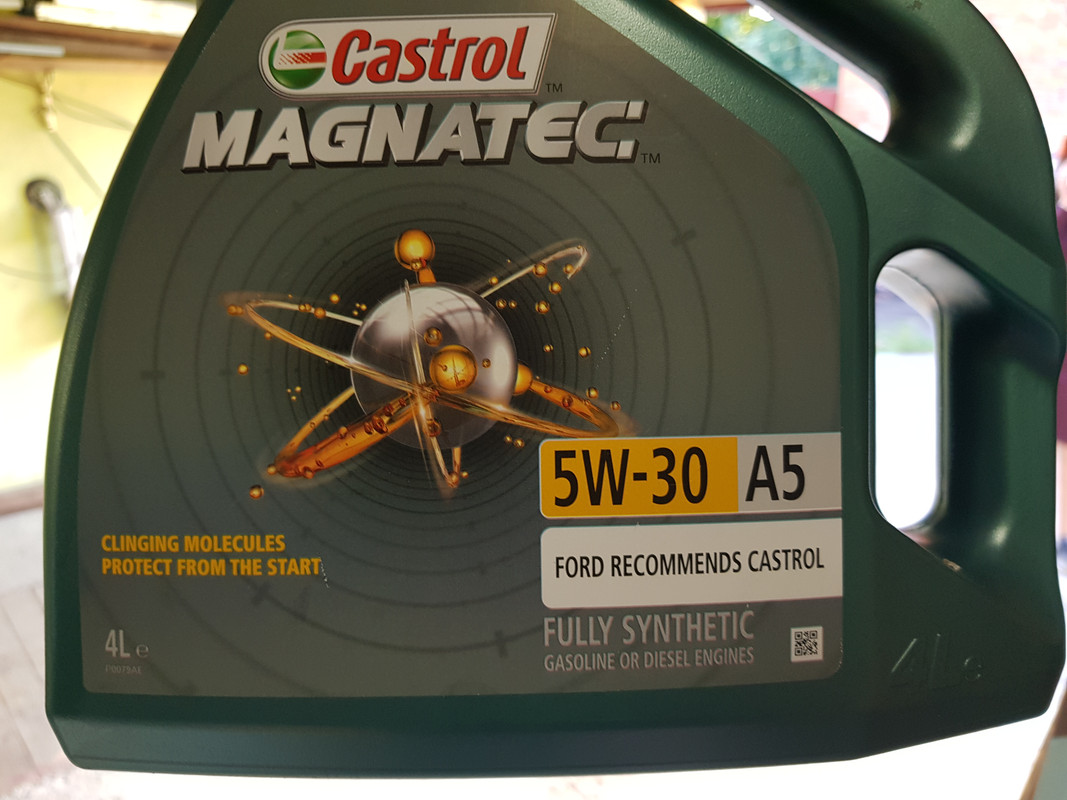 Castrol ™
MAGNATEC ™
5W-30 A5
FORD RECOMMENDS CASTROL
CLINGING MOLECULES
PROTECT FROM THE START
FULLY SYNTHETIC
GASOLINE OR DIESEL ENGINES
4L e
4L e